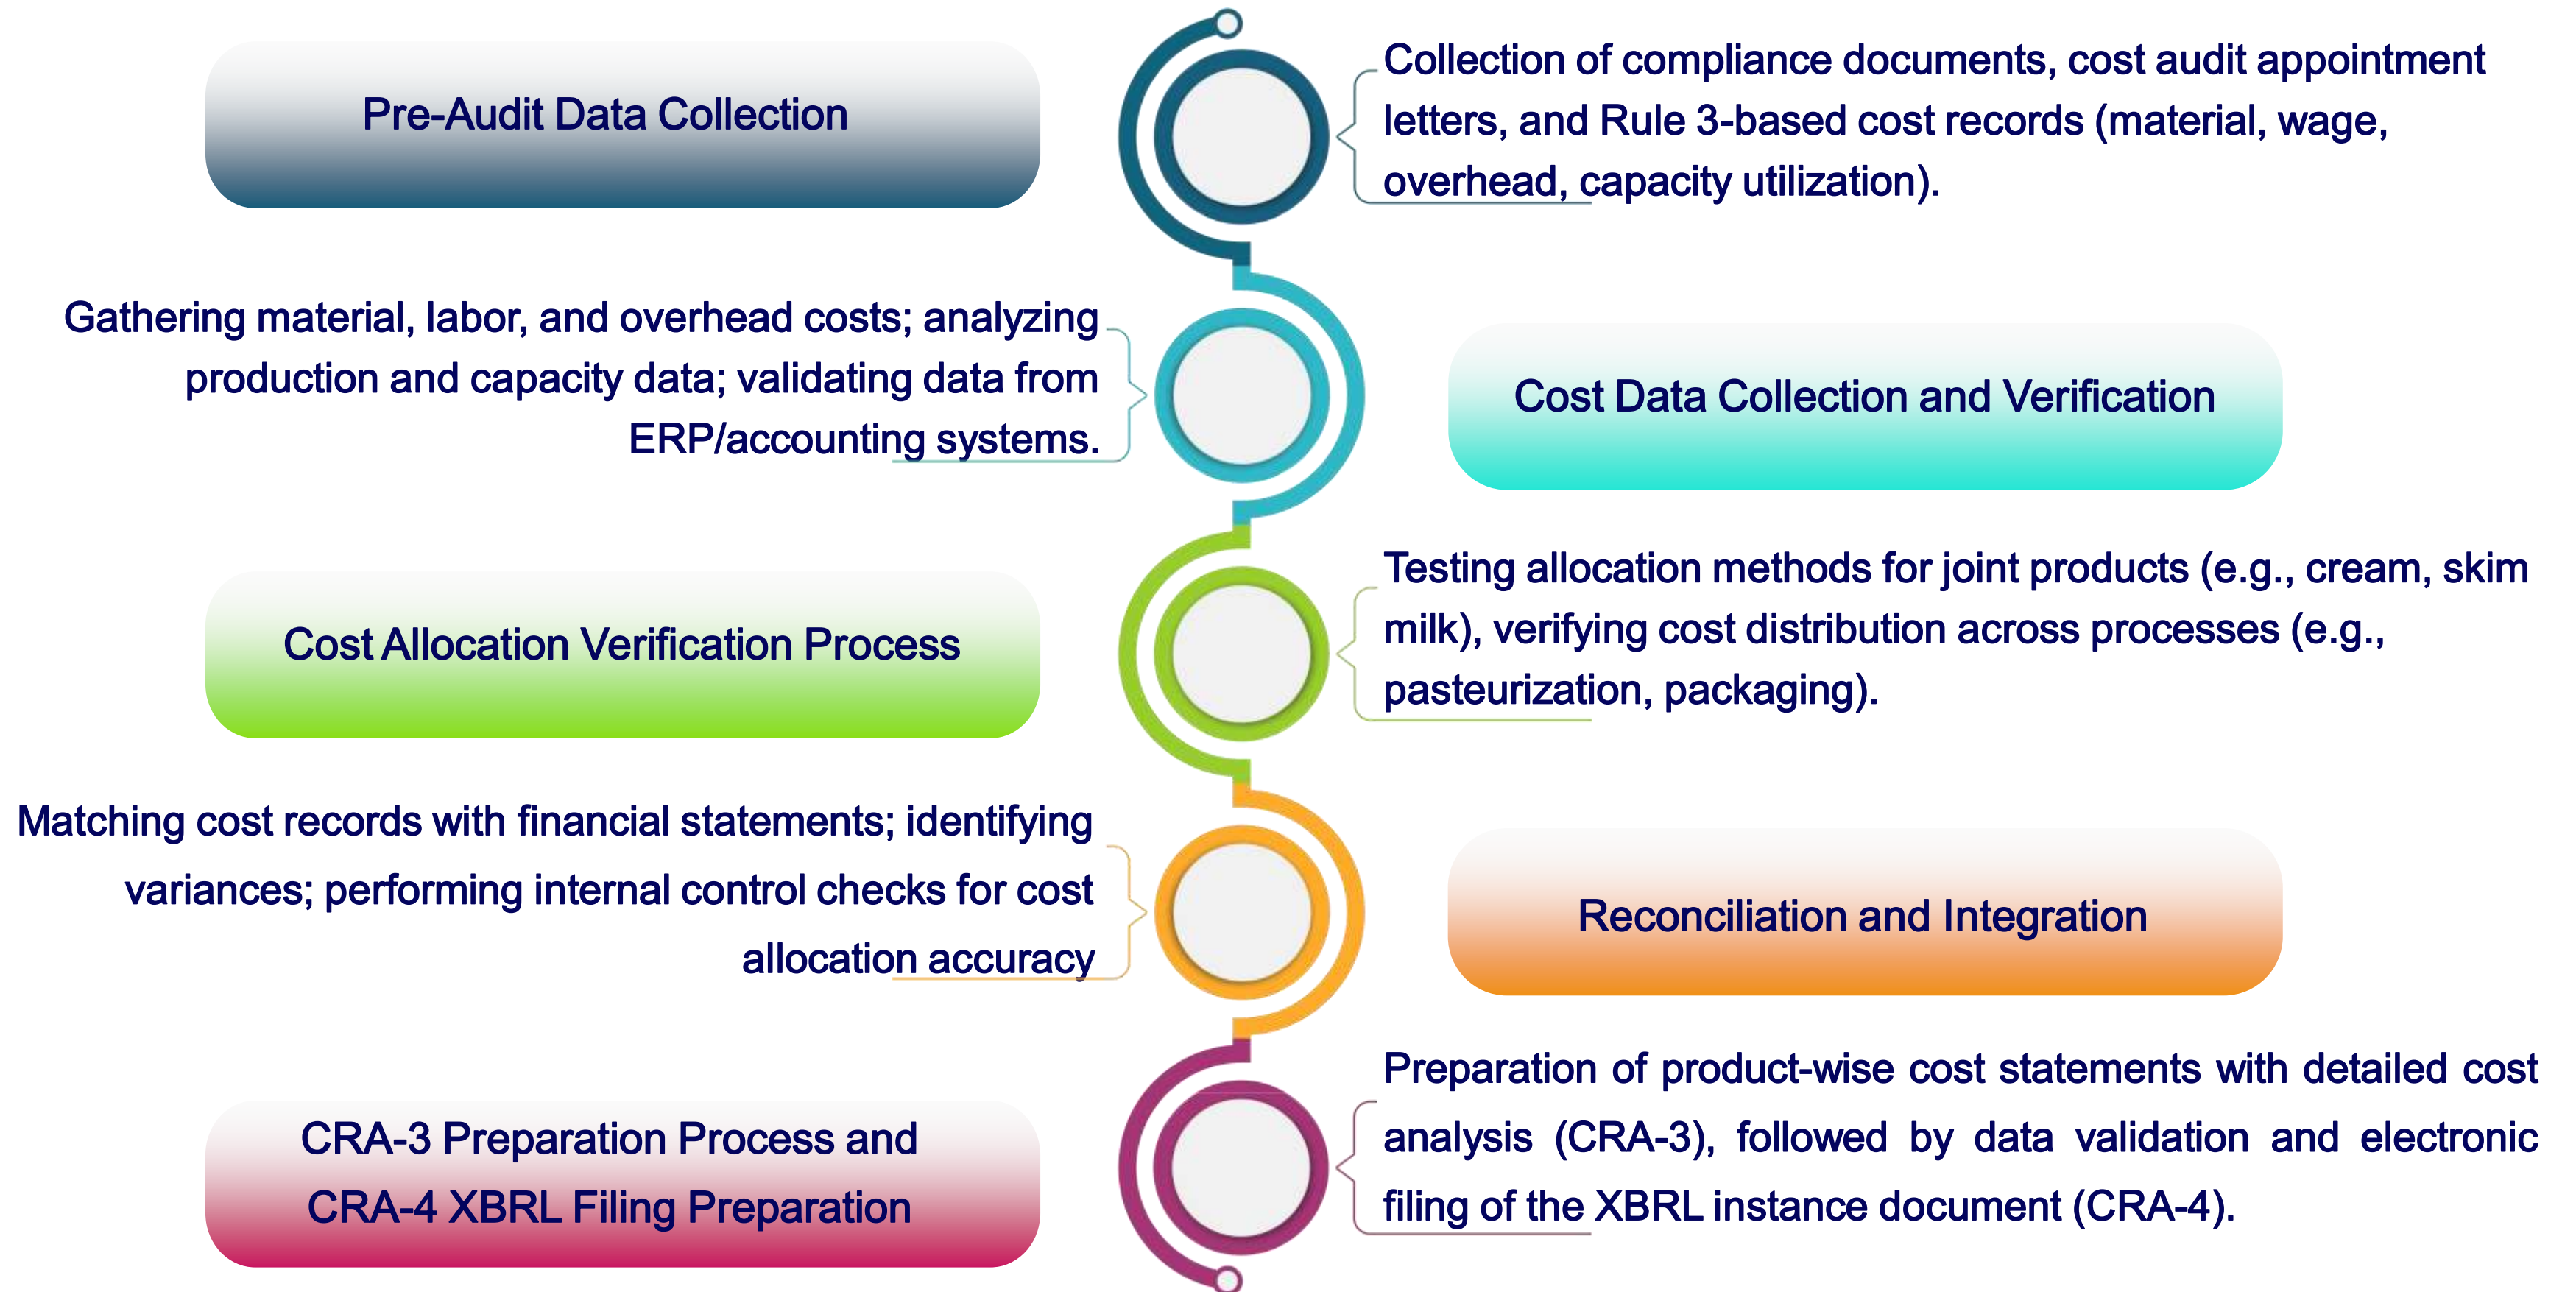 Pre-Audit Data Collection
Collection of compliance documents, cost audit appointment
letters, and Rule 3-based cost records (material, wage,
overhead, capacity utilization).
Gathering material, labor, and overhead costs; analyzing
production and capacity data; validating data from
ERP/accounting systems.
Cost Data Collection and Verification
Cost Allocation Verification Process
Testing allocation methods for joint products (e.g., cream, skim
milk), verifying cost distribution across processes (e.g.,
pasteurization, packaging).
Matching cost records with financial statements; identifying
variances; performing internal control checks for cost
allocation accuracy
Reconciliation and Integration
CRA-3 Preparation Process and
CRA-4 XBRL Filing Preparation
Preparation of product-wise cost statements with detailed cost
analysis (CRA-3), followed by data validation and electronic
filing of the XBRL instance document (CRA-4).